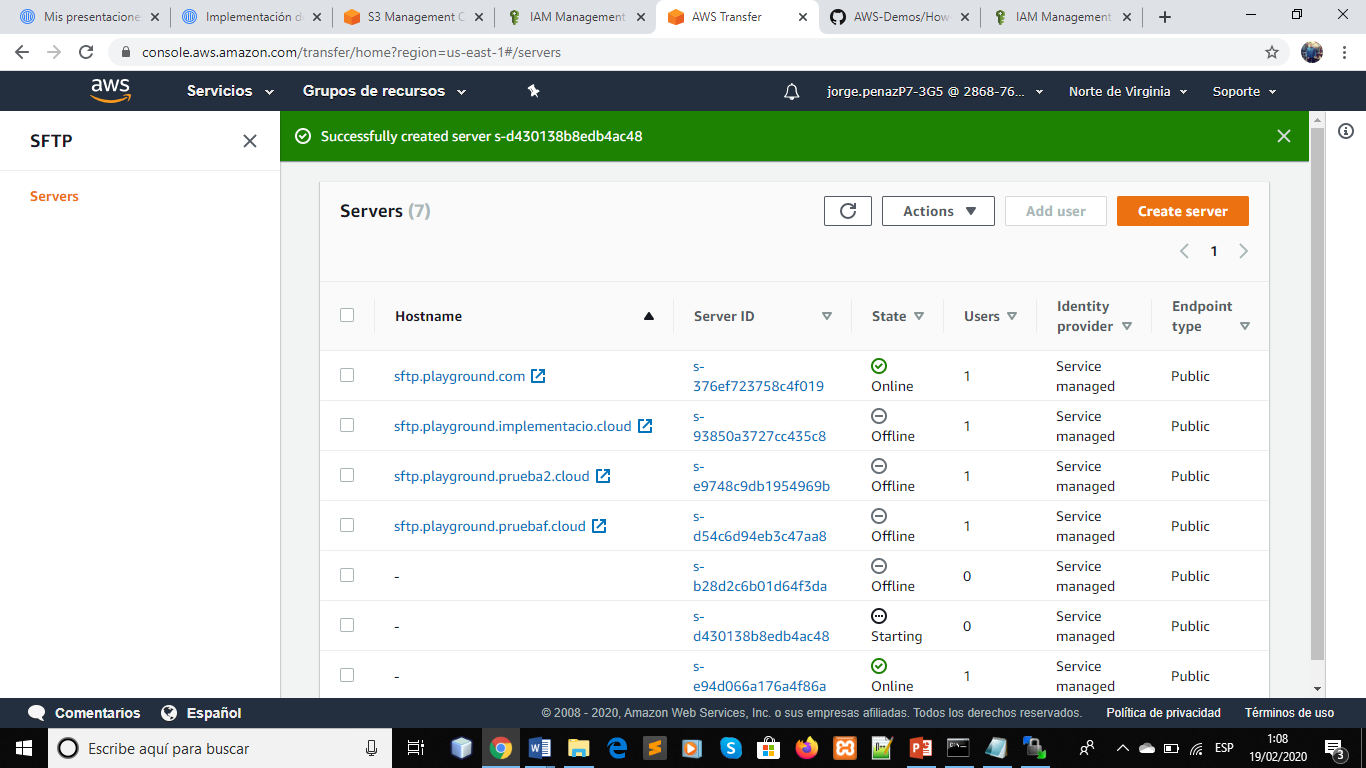 Mis presentacione
Implementación d
S3 Management C
IAM Management
AWS Transfer
AWS-Demos/How
IAM Management
console.aws.amazon.com/transfer/home?region=us-east-1#/servers
aws
Servicios
Grupos de recursos
jorge.penazP7-3G5 @ 2868-76...
Norte de Virginia
Soporte
SFTP
Successfully created server s-d430138b8edb4ac48
Servers
Servers (7)
Actions
Add user
Create server
1
Hostname
Server ID
State
Users
Identity
provider
Endpoint
type
sftp.playground.com
s-
376ef723758c4f019
Online
1
Service
managed
Public
sftp.playground.implementacio.cloud
s-
93850a3727cc435c8
Offline
1
Service
managed
Public
sftp.playground.prueba2.cloud
s-
e9748c9db1954969b
Offline
1
Service
managed
Public
sftp.playground.pruebaf.cloud
s-
d54c6d94eb3c47aa8
Offline
1
Service
managed
Public
-
s-
b28d2c6b01d64f3da
Offline
0
Service
managed
Public
-
s-
d430138b8edb4ac48
Starting
0
Service
managed
Public
-
s-
e94d066a176a4f86a
Online
1
Service
managed
Public
Comentarios
Español
© 2008 - 2020, Amazon Web Services, Inc. o sus empresas afiliadas. Todos los derechos reservados.
Política de privacidad
Términos de uso
Escribe aquí para buscar
ESP
1:08
19/02/2020
3